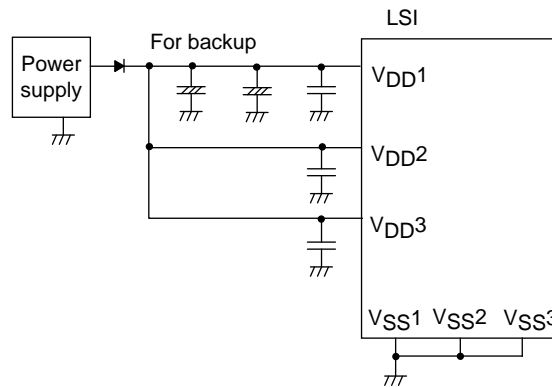 LSI
For backup
Power
supply
VDD1
VDD2
VDD3
VSS1 VSS2 VSS3